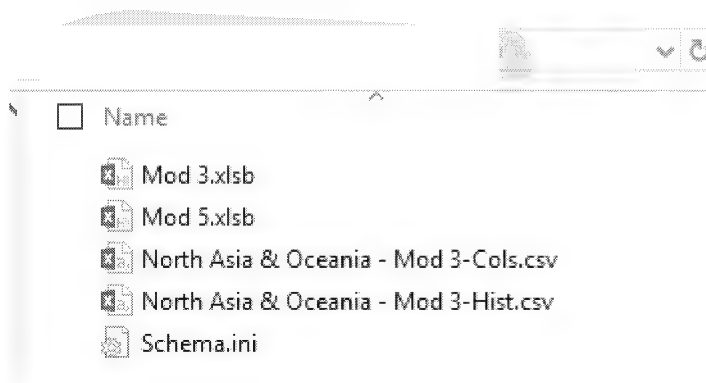 Name
Mod 3.xlsb
Mod 5.xlsb
North Asia & Oceania - Mod 3-Cols.csv
North Asia & Oceania - Mod 3-Hist.csv
Schema.ini